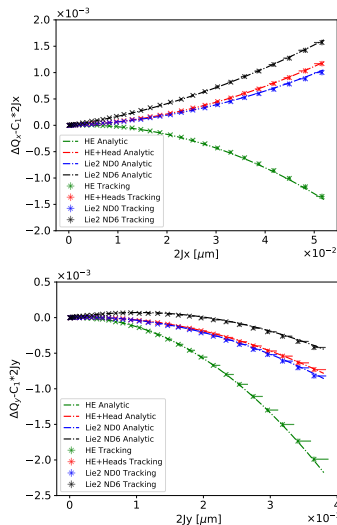 ×10⁻³
2.0
1.5
1.0
0.5
0.0
−0.5
−1.0
−1.5
−2.0
ΔQₓ-C₁*2Jx
HE Analytic
HE+Head Analytic
Lie2 ND0 Analytic
Lie2 ND6 Analytic
HE Tracking
HE+Heads Tracking
Lie2 ND0 Tracking
Lie2 ND6 Tracking
0 1 2 3 4 5
2Jx [μm] ×10⁻²
×10⁻³
0.5
0.0
−0.5
−1.0
−1.5
−2.0
−2.5
ΔQᵧ-C₁*2Jy
HE Analytic
HE+Head Analytic
Lie2 ND0 Analytic
Lie2 ND6 Analytic
HE Tracking
HE+Heads Tracking
Lie2 ND0 Tracking
Lie2 ND6 Tracking
0 1 2 3 4
2Jy [μm]